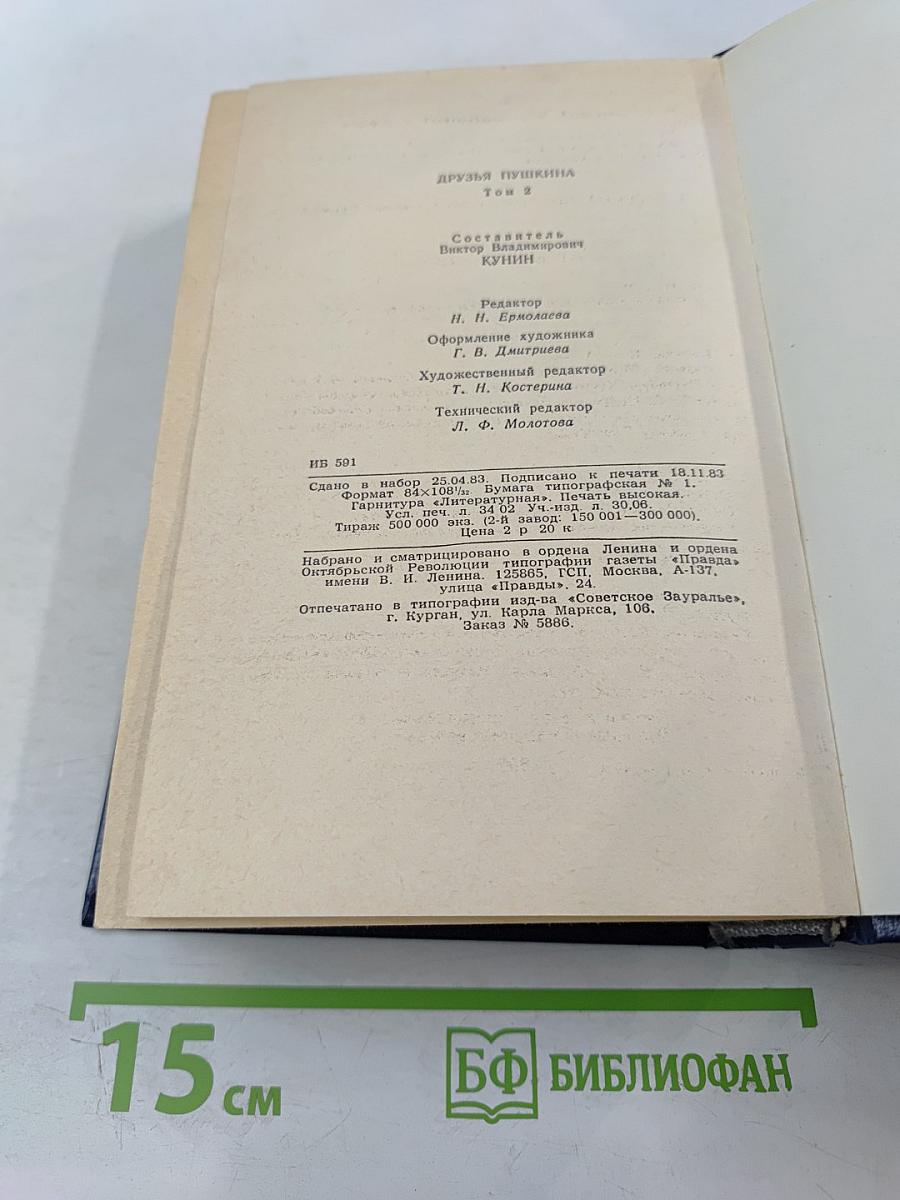 ДРУЗЬЯ ПУШКИНА
Том 2
Составитель
Виктор Владимирович
КУНИН
Редактор
Н. Н. Ермолаева
Оформление художника
Г. В. Дмитриева
Художественный редактор
Т. Н. Костерина
Технический редактор
Л. Ф. Молотова
ИБ 591
Сдано в набор 25.04.83. Подписано к печати 18.11.83
Формат 84×108¹/₃₂. Бумага типографская № 1.
Гарнитура «Литературная». Печать высокая.
Усл. печ. л. 34 02 Уч.-изд. л. 30,06.
Тираж 500 000 экз. (2-й завод: 150 001—300 000).
Цена 2 р 20 к
Набрано и сматрицировано в ордена Ленина и ордена
Октябрьской Революции типографии газеты «Правда»
имени В. И. Ленина. 125865, ГСП, Москва, А-137,
улица «Правды», 24.
Отпечатано в типографии изд-ва «Советское Зауралье»,
г. Курган, ул. Карла Маркса, 106.
Заказ № 5886.
15 см
БФ БИБЛИОФАН